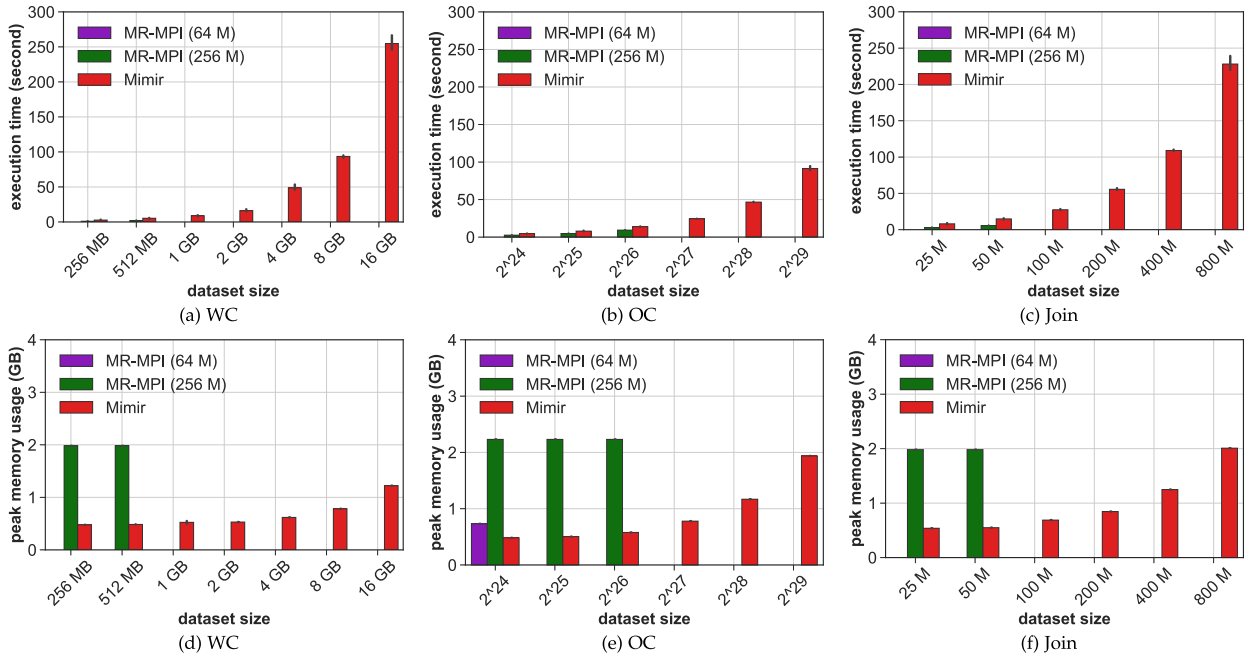 300
250
200
150
100
50
0
execution time (second)
MR-MPI (64 M)
MR-MPI (256 M)
Mimir
256 MB
512 MB
1 GB
2 GB
4 GB
8 GB
16 GB
dataset size
(a) WC
300
250
200
150
100
50
0
execution time (second)
MR-MPI (64 M)
MR-MPI (256 M)
Mimir
2^24
2^25
2^26
2^27
2^28
2^29
dataset size
(b) OC
300
250
200
150
100
50
0
execution time (second)
MR-MPI (64 M)
MR-MPI (256 M)
Mimir
25 M
50 M
100 M
200 M
400 M
800 M
dataset size
(c) Join
4
3
2
1
0
peak memory usage (GB)
MR-MPI (64 M)
MR-MPI (256 M)
Mimir
256 MB
512 MB
1 GB
2 GB
4 GB
8 GB
16 GB
dataset size
(d) WC
4
3
2
1
0
peak memory usage (GB)
MR-MPI (64 M)
MR-MPI (256 M)
Mimir
2^24
2^25
2^26
2^27
2^28
2^29
dataset size
(e) OC
4
3
2
1
0
peak memory usage (GB)
MR-MPI (64 M)
MR-MPI (256 M)
Mimir
25 M
50 M
100 M
200 M
400 M
800 M
dataset size
(f) Join